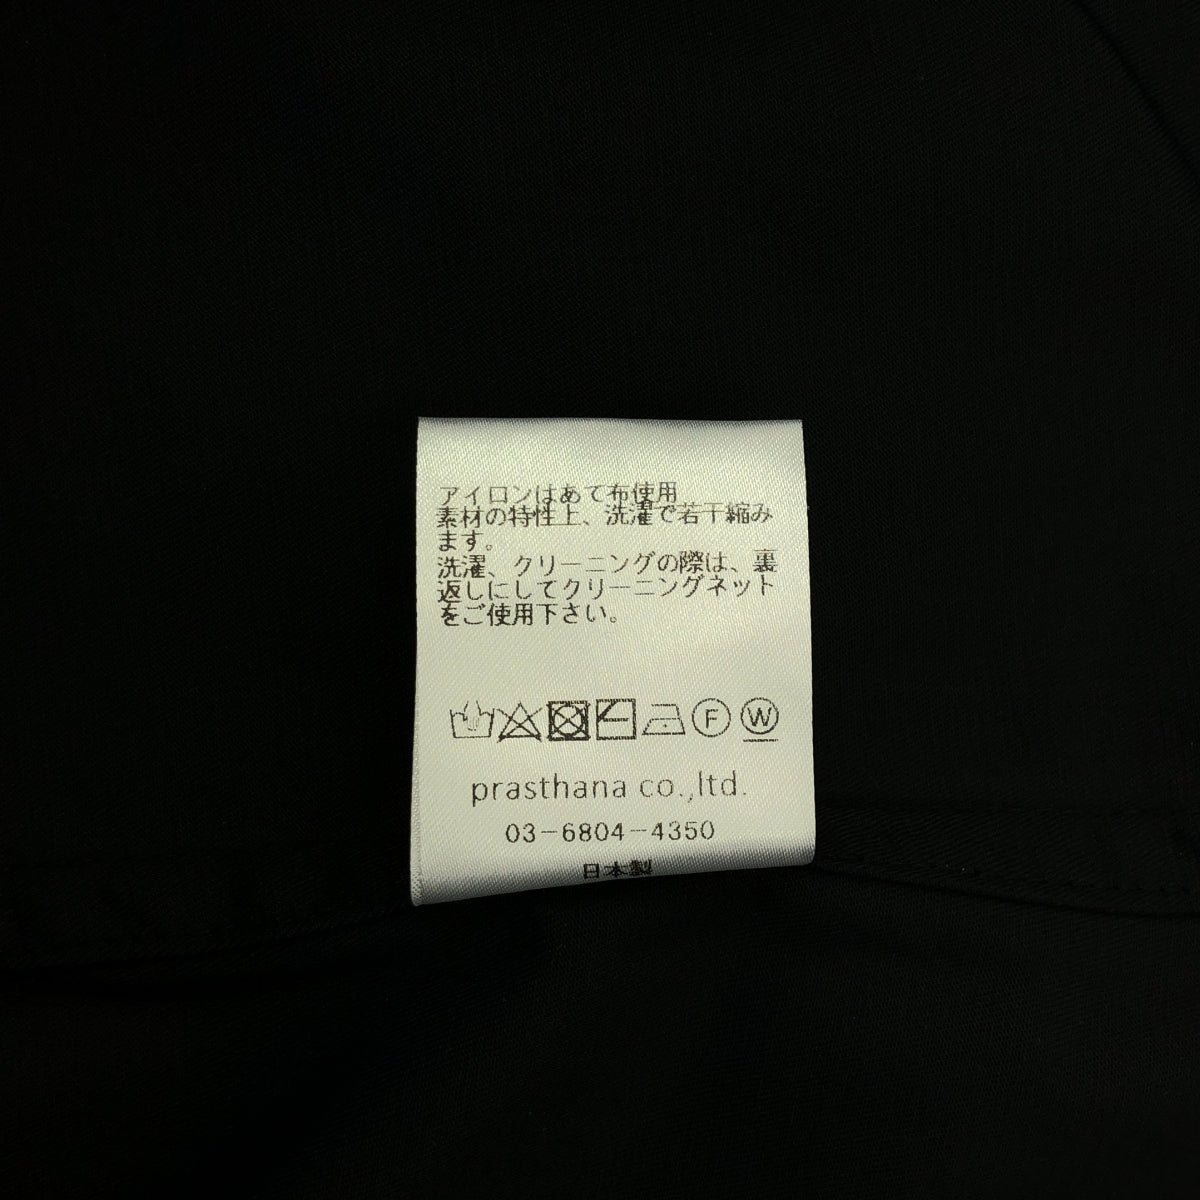 アイロンはあて布使用
素材の特性上、洗濯で若干縮み
ます。
洗濯、クリーニングの際は、裏
返しにしてクリーニングネット
をご使用下さい。
F W
prasthana co.,ltd.
03-6804-4350
日本製